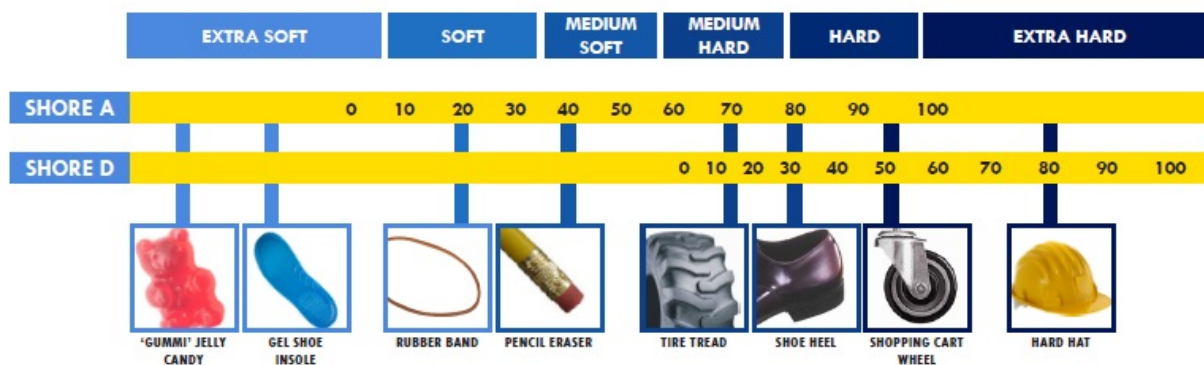 EXTRA SOFT
SOFT
MEDIUM
SOFT
MEDIUM
HARD
HARD
EXTRA HARD
SHORE A 0 10 20 30 40 50 60 70 80 90 100
SHORE D 0 10 20 30 40 50 60 70 80 90 100
‘GUMMI’ JELLY
CANDY
GEL SHOE
INSOLE
RUBBER BAND
PENCIL ERASER
TIRE TREAD
SHOE HEEL
SHOPPING CART
WHEEL
HARD HAT